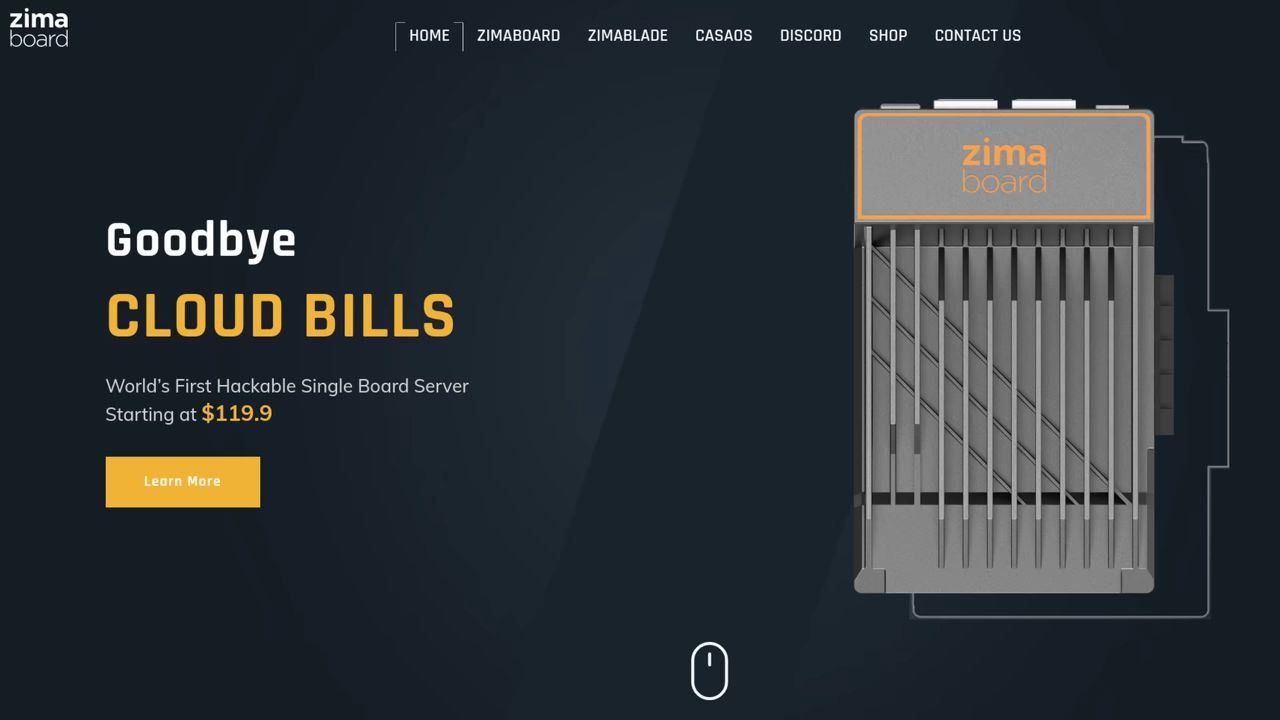 zima
board
HOME ZIMABOARD ZIMABLADE CASAOS DISCORD SHOP CONTACT US
zima
board
Goodbye
CLOUD BILLS
World's First Hackable Single Board Server
Starting at $119.9
Learn More